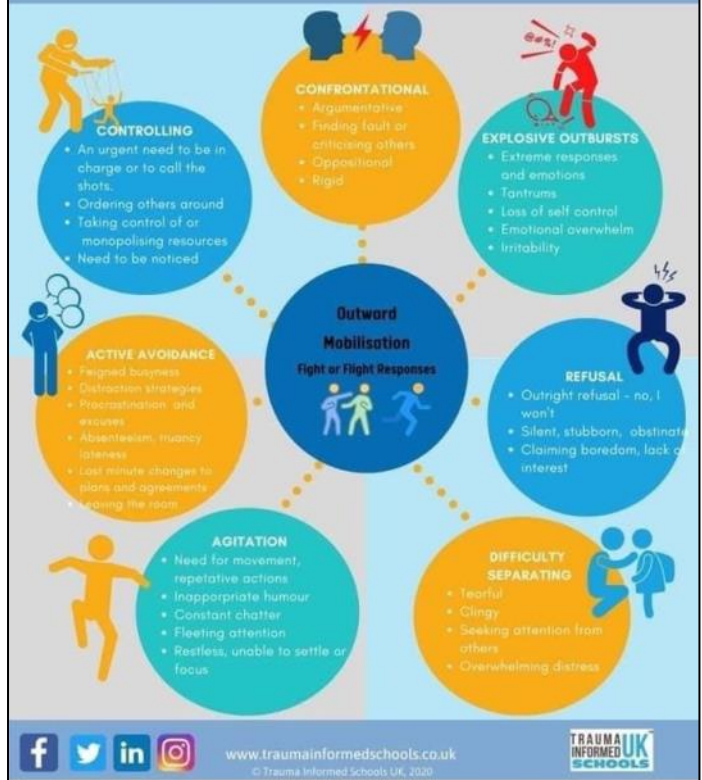 CONTROLLING
• An urgent need to be in
charge or to call the
shots.
• Ordering others around
• Taking control of or
monopolising resources
• Need to be noticed
CONFRONTATIONAL
• Argumentative
• Finding fault or
criticising others
• Oppositional
• Rigid
@#%!
EXPLOSIVE OUTBURSTS
• Extreme responses
and emotions
• Tantrums
• Loss of self control
• Emotional overwhelm
• Irritability
Outward
Mobilisation
Fight or Flight Responses
ACTIVE AVOIDANCE
• Feigned busyness
• Distraction strategies
• Procrastination and
excuses
• Absenteeism, truancy
lateness
• Last minute changes to
plans and agreements
• Leaving the room
REFUSAL
• Outright refusal - no, I
won't
• Silent, stubborn, obstinate
• Claiming boredom, lack of
interest
AGITATION
• Need for movement,
repetative actions
• Inapporpriate humour
• Constant chatter
• Fleeting attention
• Restless, unable to settle or
focus
DIFFICULTY
SEPARATING
• Tearful
• Clingy
• Seeking attention from
others
• Overwhelming distress
f
in
www.traumainformedschools.co.uk
© Trauma Informed Schools UK, 2020
TRAUMA
INFORMED UK
SCHOOLS